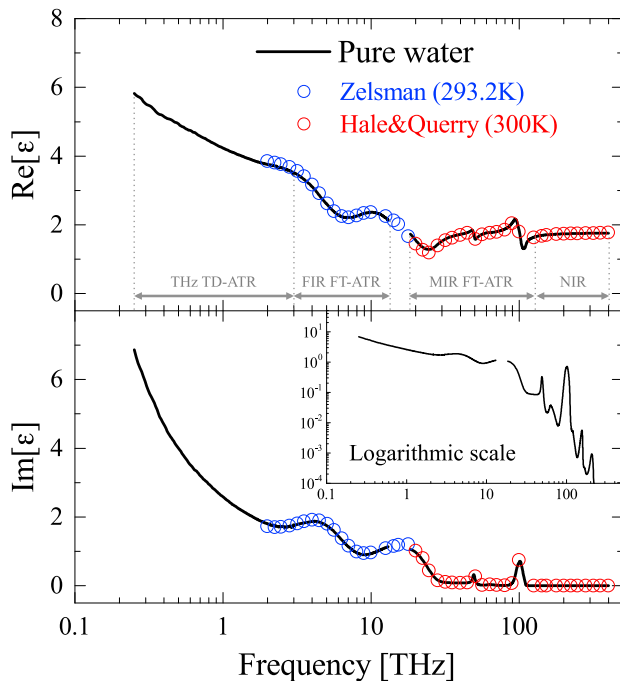 8
Pure water
Zelsman (293.2K)
Hale&Querry (300K)
6
4
2
0
Re[ε]
THz TD-ATR
FIR FT-ATR
MIR FT-ATR
NIR
6
4
2
0
Im[ε]
10^1
10^0
10^-1
10^-2
10^-3
10^-4
Logarithmic scale
0.1
1
10
100
0.1
1
10
100
Frequency [THz]